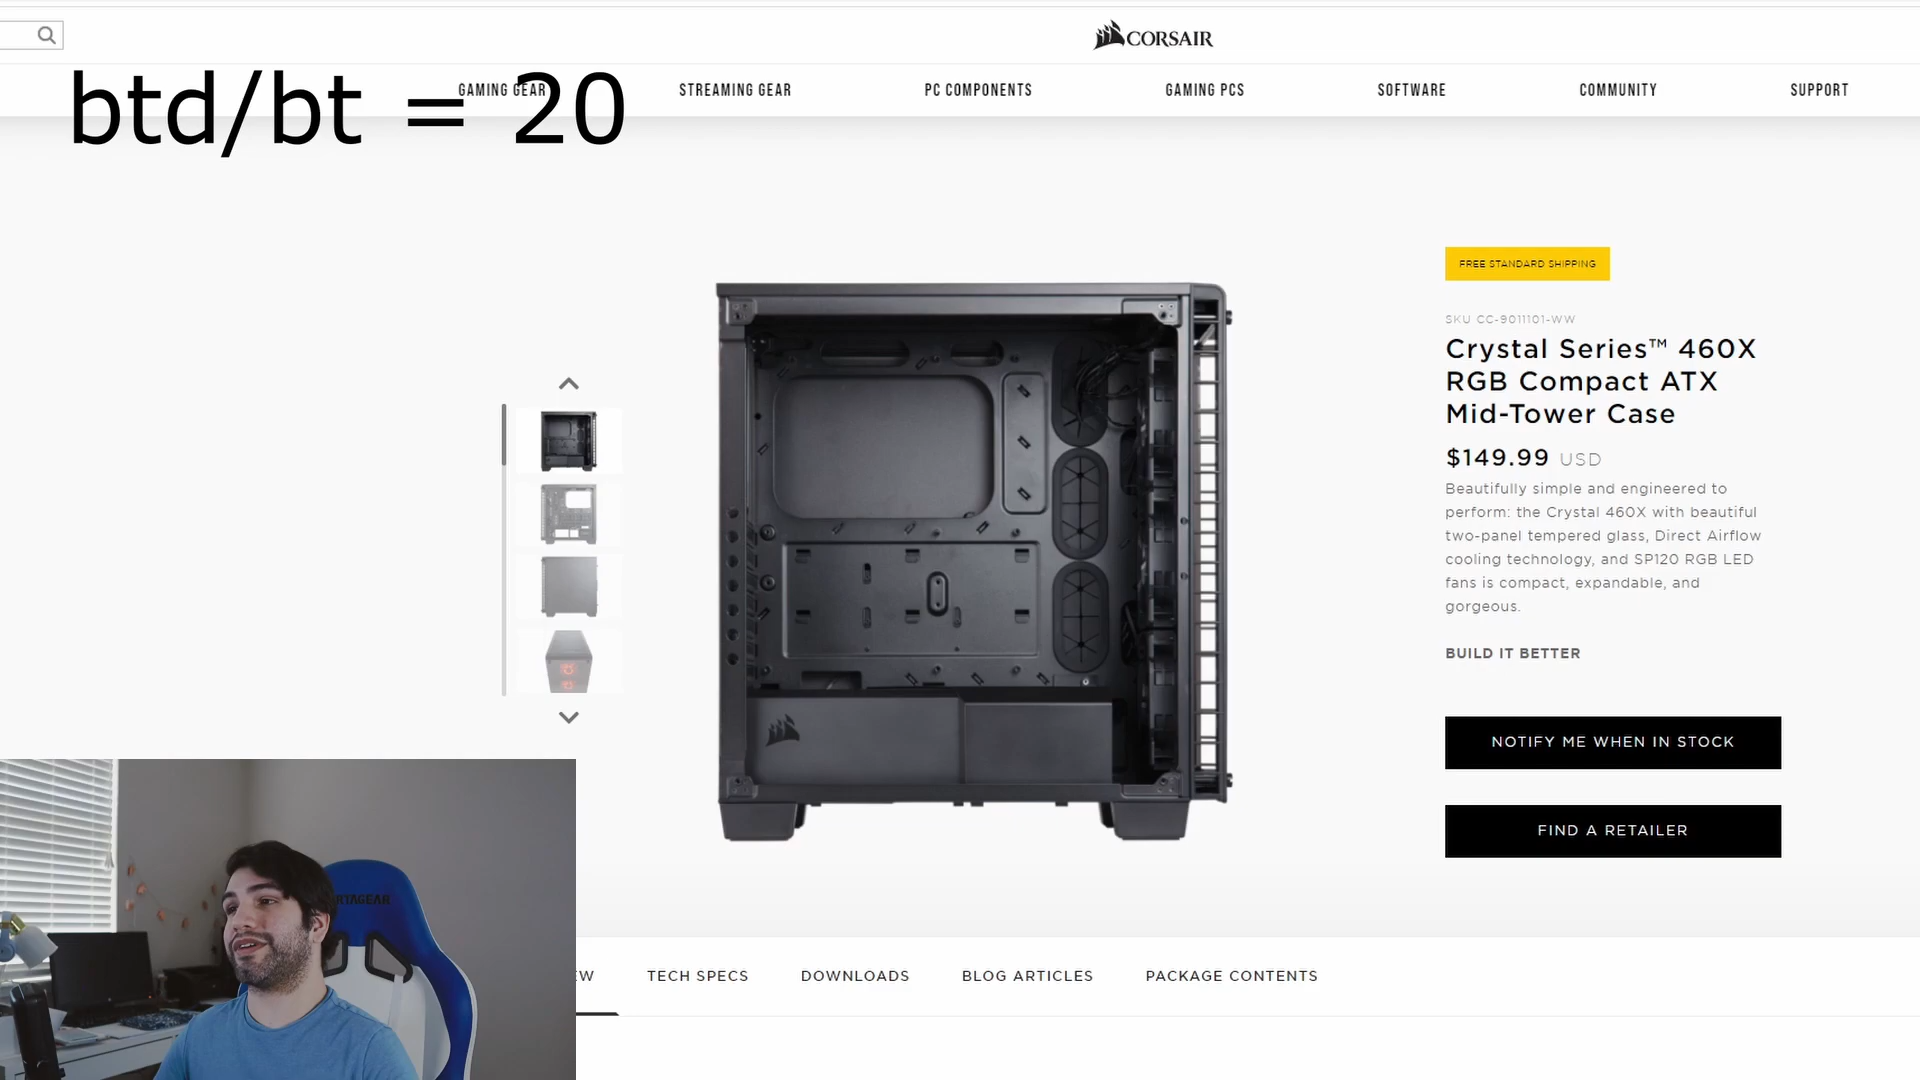 CORSAIR
btd/bt = 20
GAMING GEAR
STREAMING GEAR
PC COMPONENTS
GAMING PCS
SOFTWARE
COMMUNITY
SUPPORT
FREE STANDARD SHIPPING
SKU CC-9011101-WW
Crystal Series™ 460X
RGB Compact ATX
Mid-Tower Case
$149.99 USD
Beautifully simple and engineered to
perform: the Crystal 460X with beautiful
two-panel tempered glass, Direct Airflow
cooling technology, and SP120 RGB LED
fans is compact, expandable, and
gorgeous.
BUILD IT BETTER
NOTIFY ME WHEN IN STOCK
FIND A RETAILER
TECH SPECS
DOWNLOADS
BLOG ARTICLES
PACKAGE CONTENTS